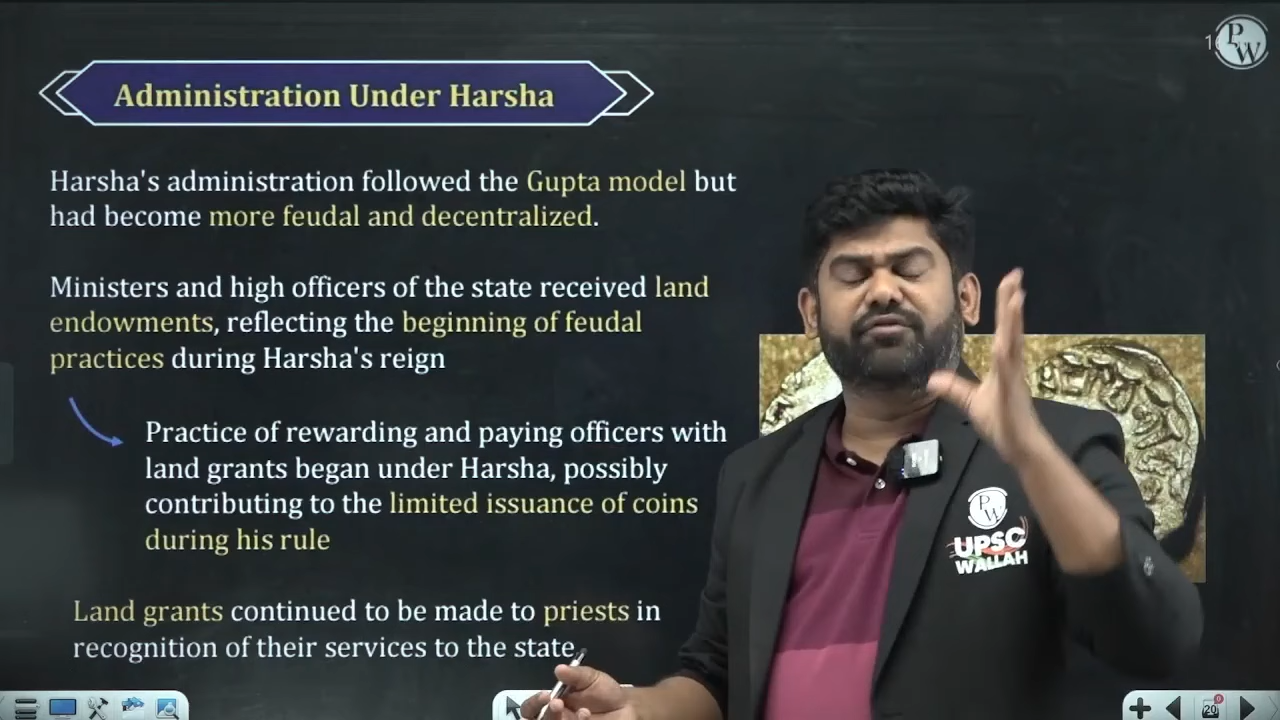 PW
Administration Under Harsha
Harsha's administration followed the Gupta model but
had become more feudal and decentralized.
Ministers and high officers of the state received land
endowments, reflecting the beginning of feudal
practices during Harsha's reign
Practice of rewarding and paying officers with
land grants began under Harsha, possibly
contributing to the limited issuance of coins
during his rule
Land grants continued to be made to priests in
recognition of their services to the state
PW
UPSC
WALLAH
20